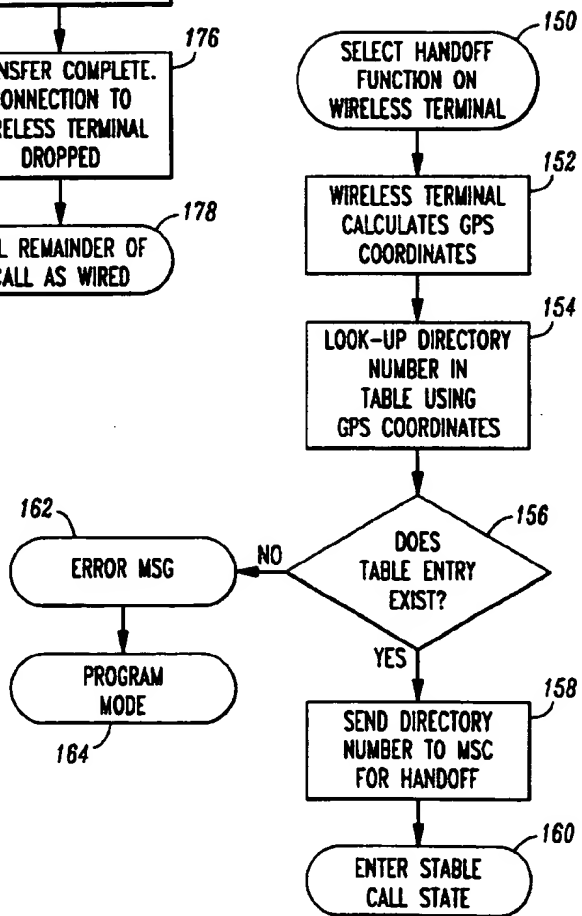 176
NSFER COMPLETE.
ONNECTION TO
RELESS TERMINAL
DROPPED
178
L REMAINDER OF
CALL AS WIRED
150
SELECT HANDOFF
FUNCTION ON
WIRELESS TERMINAL
152
WIRELESS TERMINAL
CALCULATES GPS
COORDINATES
154
LOOK-UP DIRECTORY
NUMBER IN
TABLE USING
GPS COORDINATES
156
DOES
TABLE ENTRY
EXIST?
NO
162
ERROR MSG
PROGRAM
MODE
164
YES
158
SEND DIRECTORY
NUMBER TO MSC
FOR HANDOFF
160
ENTER STABLE
CALL STATE